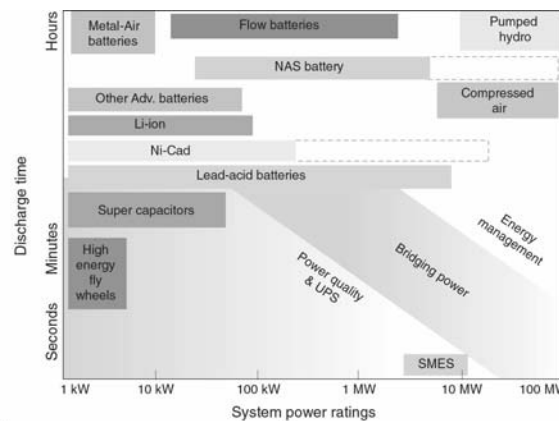 Hours
Minutes
Seconds
Discharge time
Metal-Air
batteries
Flow batteries
Pumped
hydro
NAS battery
Other Adv. batteries
Compressed
air
Li-ion
Ni-Cad
Lead-acid batteries
Super capacitors
High
energy
fly
wheels
Power quality
& UPS
Bridging power
Energy
management
SMES
1 kW
10 kW
100 kW
1 MW
10 MW
100 MW
System power ratings